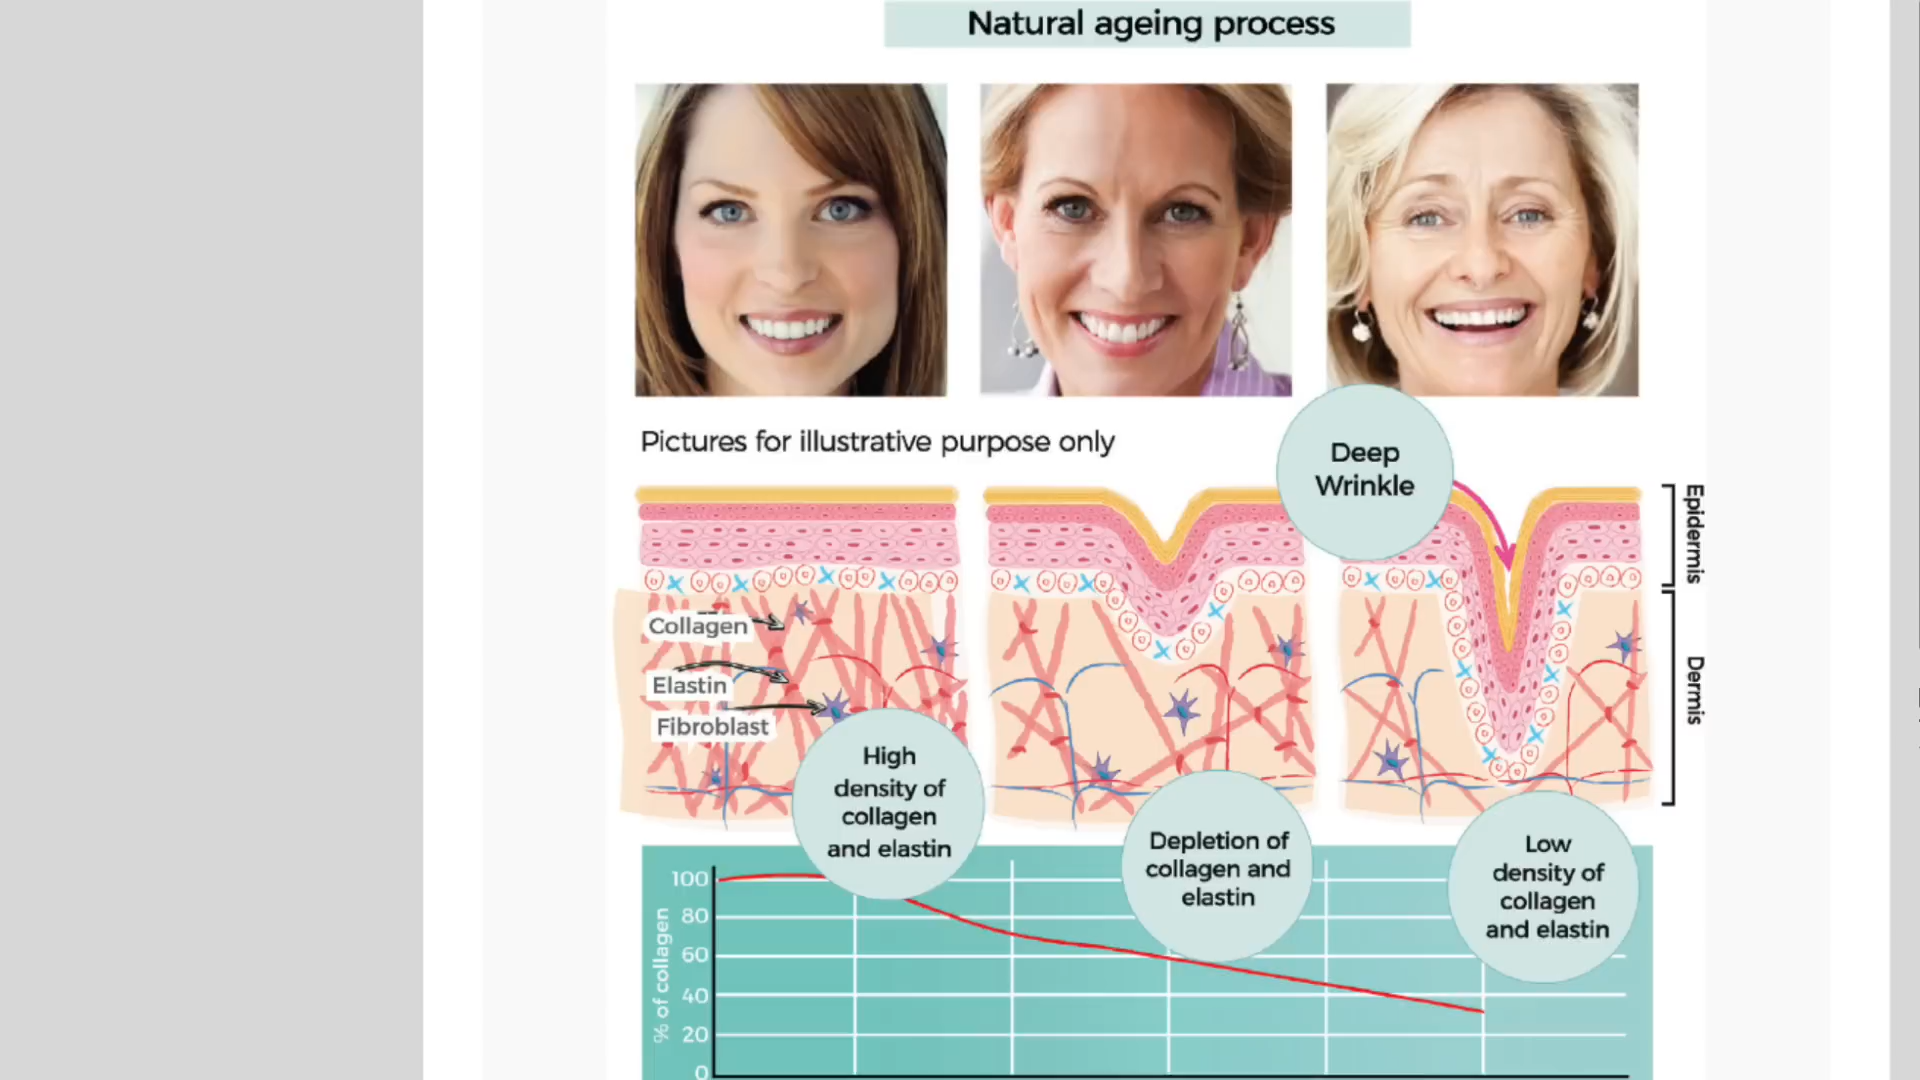 Natural ageing process
Pictures for illustrative purpose only
Deep
Wrinkle
Epidermis
Collagen
Elastin
Fibroblast
Dermis
High
density of
collagen
and elastin
Depletion of
collagen and
elastin
Low
density of
collagen
and elastin
% of collagen
100
80
60
40
20
0